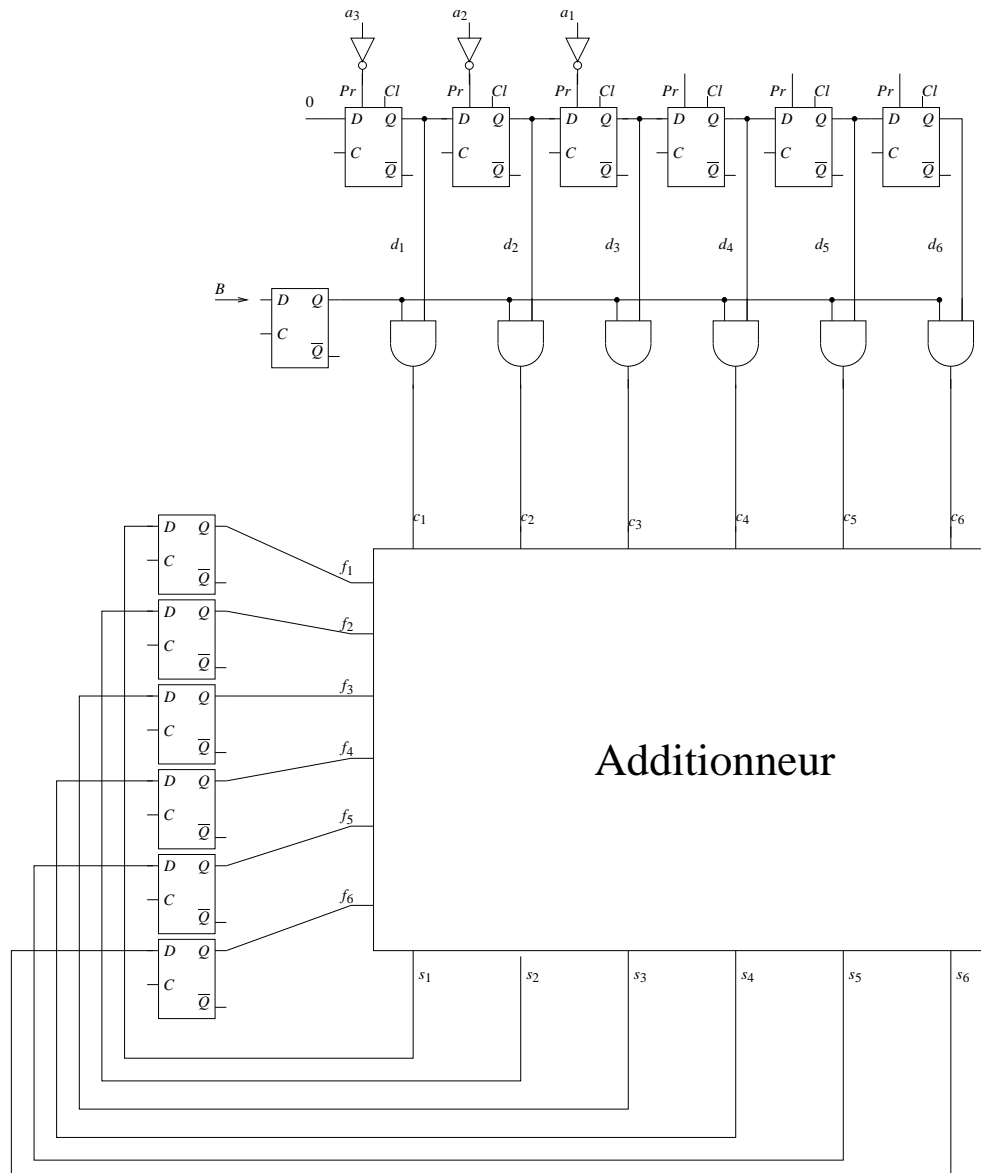 a₃ a₂ a₁
Pr Cl Pr Cl Pr Cl Pr Cl Pr Cl Pr Cl
0 D Q D Q D Q D Q D Q D Q
C C C C C C
Q̅ Q̅ Q̅ Q̅ Q̅ Q̅
d₁ d₂ d₃ d₄ d₅ d₆
B D Q
C
Q̅
c₁ c₂ c₃ c₄ c₅ c₆
D Q
C f₁
Q̅
D Q f₂
C
Q̅
D Q f₃
C
Q̅ f₄
D Q Additionneur
C f₅
Q̅
D Q
C f₆
Q̅
D Q
C s₁ s₂ s₃ s₄ s₅ s₆
Q̅